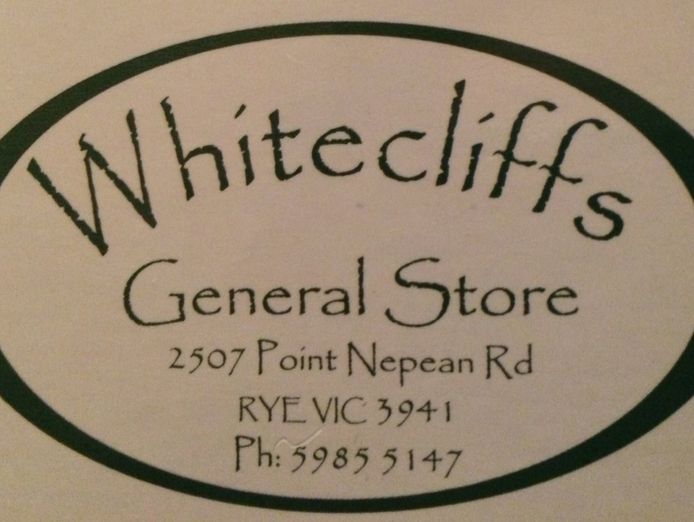 Whitecliffs
General Store
2507 Point Nepean Rd
RYE VIC 3941
Ph: 5985 5147